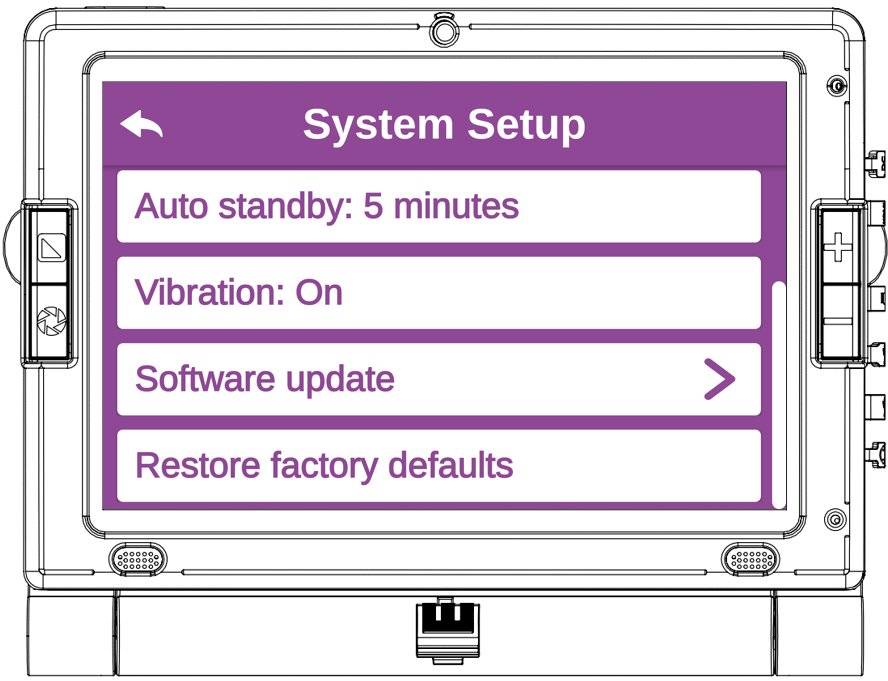 System Setup
Auto standby: 5 minutes
Vibration: On
Software update
Restore factory defaults